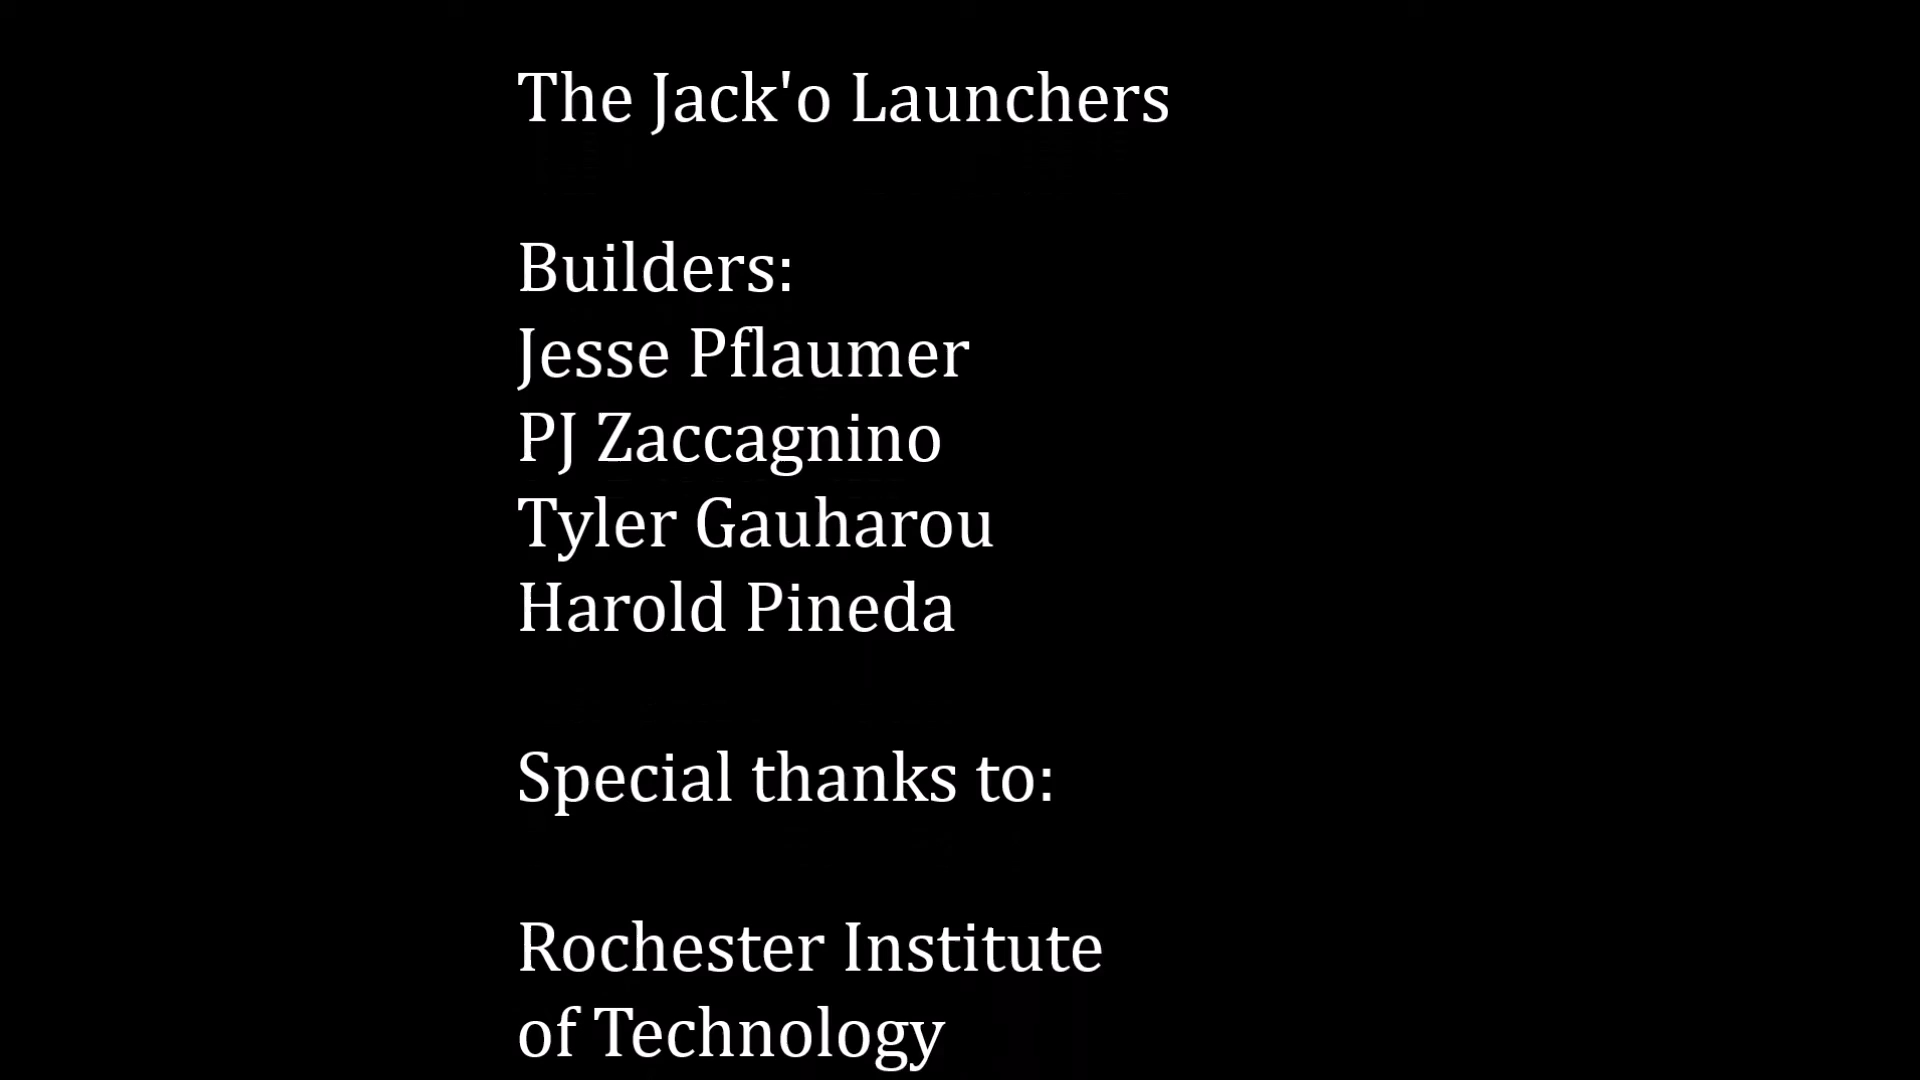 The Jack'o Launchers
Builders:
Jesse Pflaumer
PJ Zaccagnino
Tyler Gauharou
Harold Pineda
Special thanks to:
Rochester Institute
of Technology